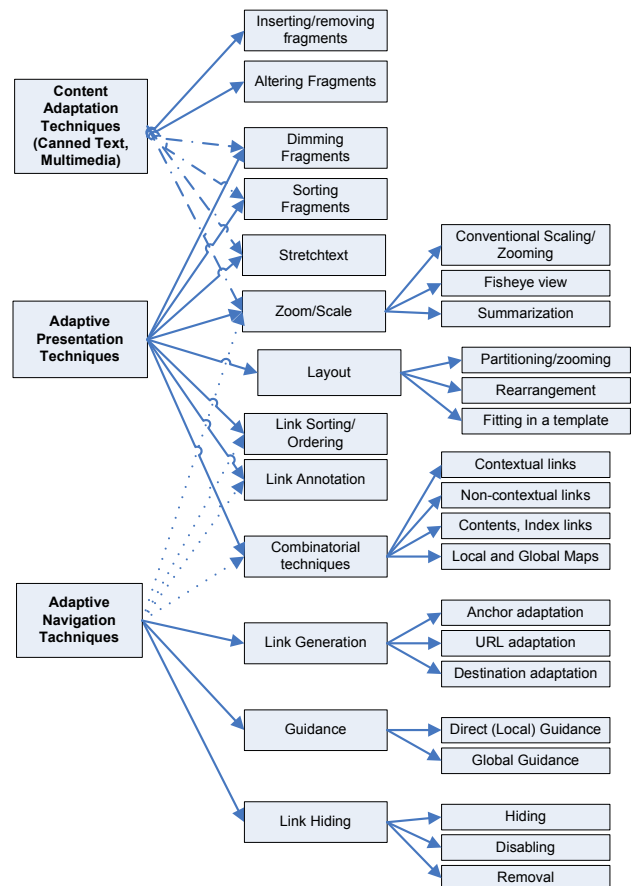 Inserting/removing
fragments
Altering Fragments
Content
Adaptation
Techniques
(Canned Text,
Multimedia)
Dimming
Fragments
Sorting
Fragments
Stretchtext
Conventional Scaling/
Zooming
Fisheye view
Summarization
Zoom/Scale
Adaptive
Presentation
Techniques
Layout
Partitioning/zooming
Rearrangement
Fitting in a template
Link Sorting/
Ordering
Link Annotation
Contextual links
Non-contextual links
Contents, Index links
Local and Global Maps
Combinatorial
techniques
Adaptive
Navigation
Tachniques
Link Generation
Anchor adaptation
URL adaptation
Destination adaptation
Guidance
Direct (Local) Guidance
Global Guidance
Link Hiding
Hiding
Disabling
Removal